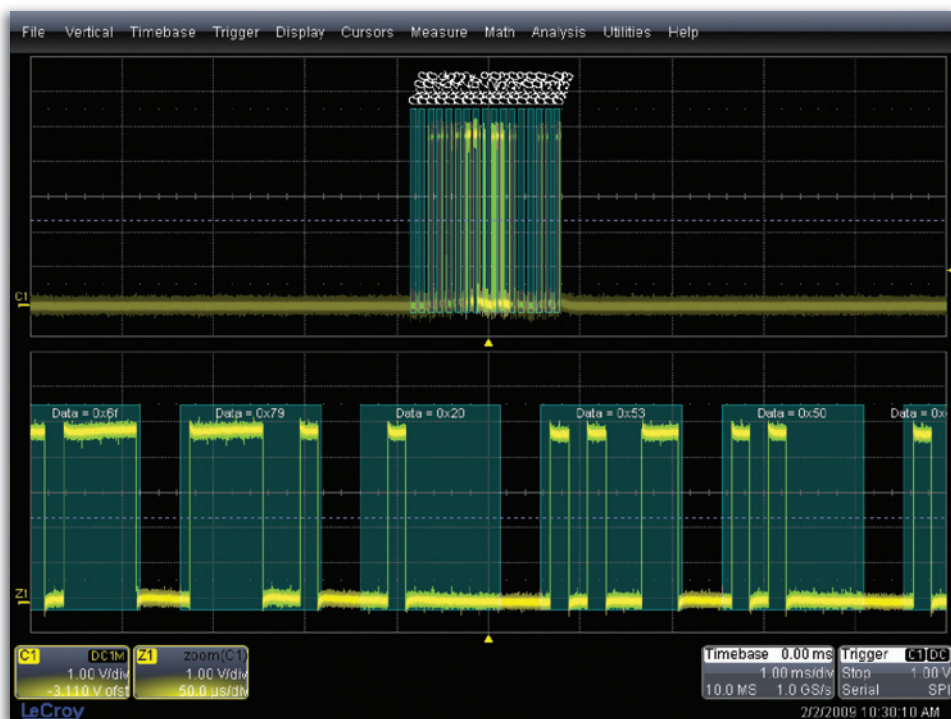 File Vertical Timebase Trigger Display Cursors Measure Math Analysis Utilities Help
C1
Data = 0x6f Data = 0x79 Data = 0x20 Data = 0x53 Data = 0x50 Data = 0x
Z1
C1 DC1M Z1 zoom(C1) Timebase 0.00 ms Trigger C1 DC
1.00 V/div 1.00 V/div 1.00 ms/div Stop 1.00 V
-3.110 V ofst 50.0 µs/div 10.0 MS 1.0 GS/s Serial SPI
LeCroy 2/2/2009 10:30:10 AM